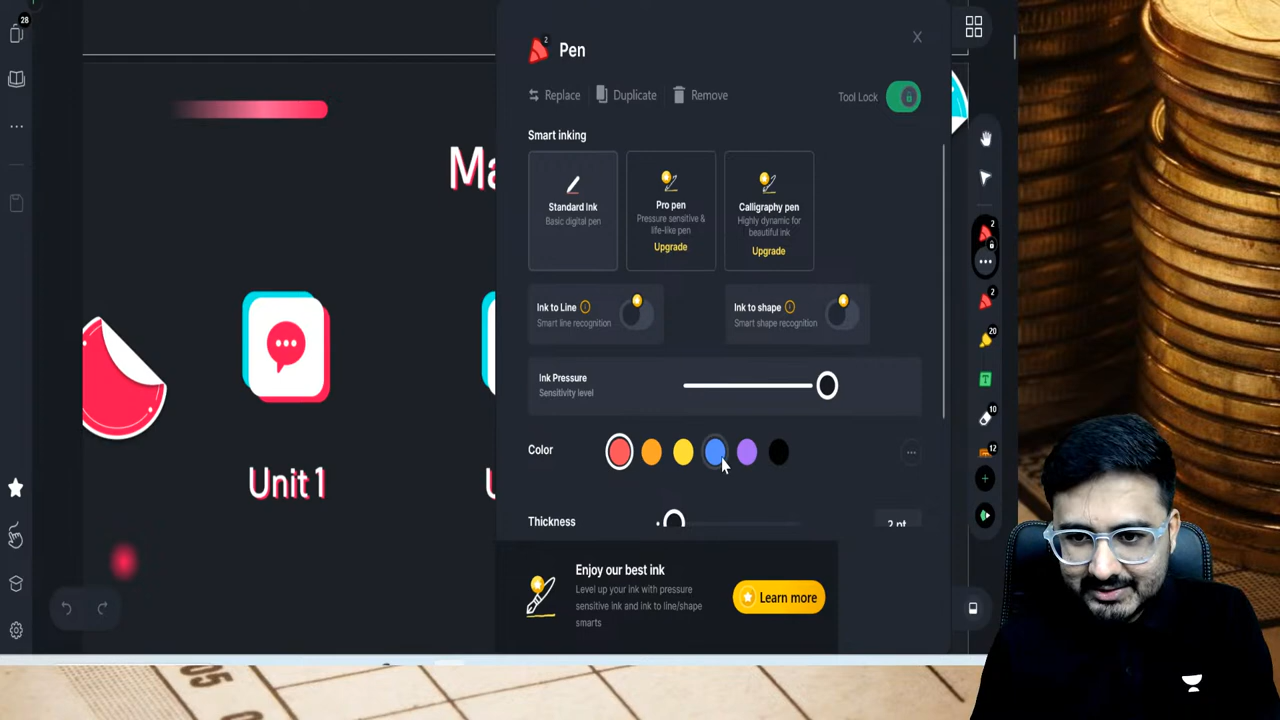 28
2
Pen
Replace
Duplicate
Remove
Tool Lock
Smart inking
Standard Ink
Basic digital pen
Pro pen
Pressure sensitive &
life-like pen
Upgrade
Calligraphy pen
Highly dynamic for
beautiful ink
Upgrade
Ink to Line
Smart line recognition
Ink to shape
Smart shape recognition
Ink Pressure
Sensitivity level
Color
Thickness
2 pt
Enjoy our best ink
Level up your ink with pressure
sensitive ink and ink to line/shape
smarts
Learn more
Ma
Unit 1
2
2
20
T
10
12
05